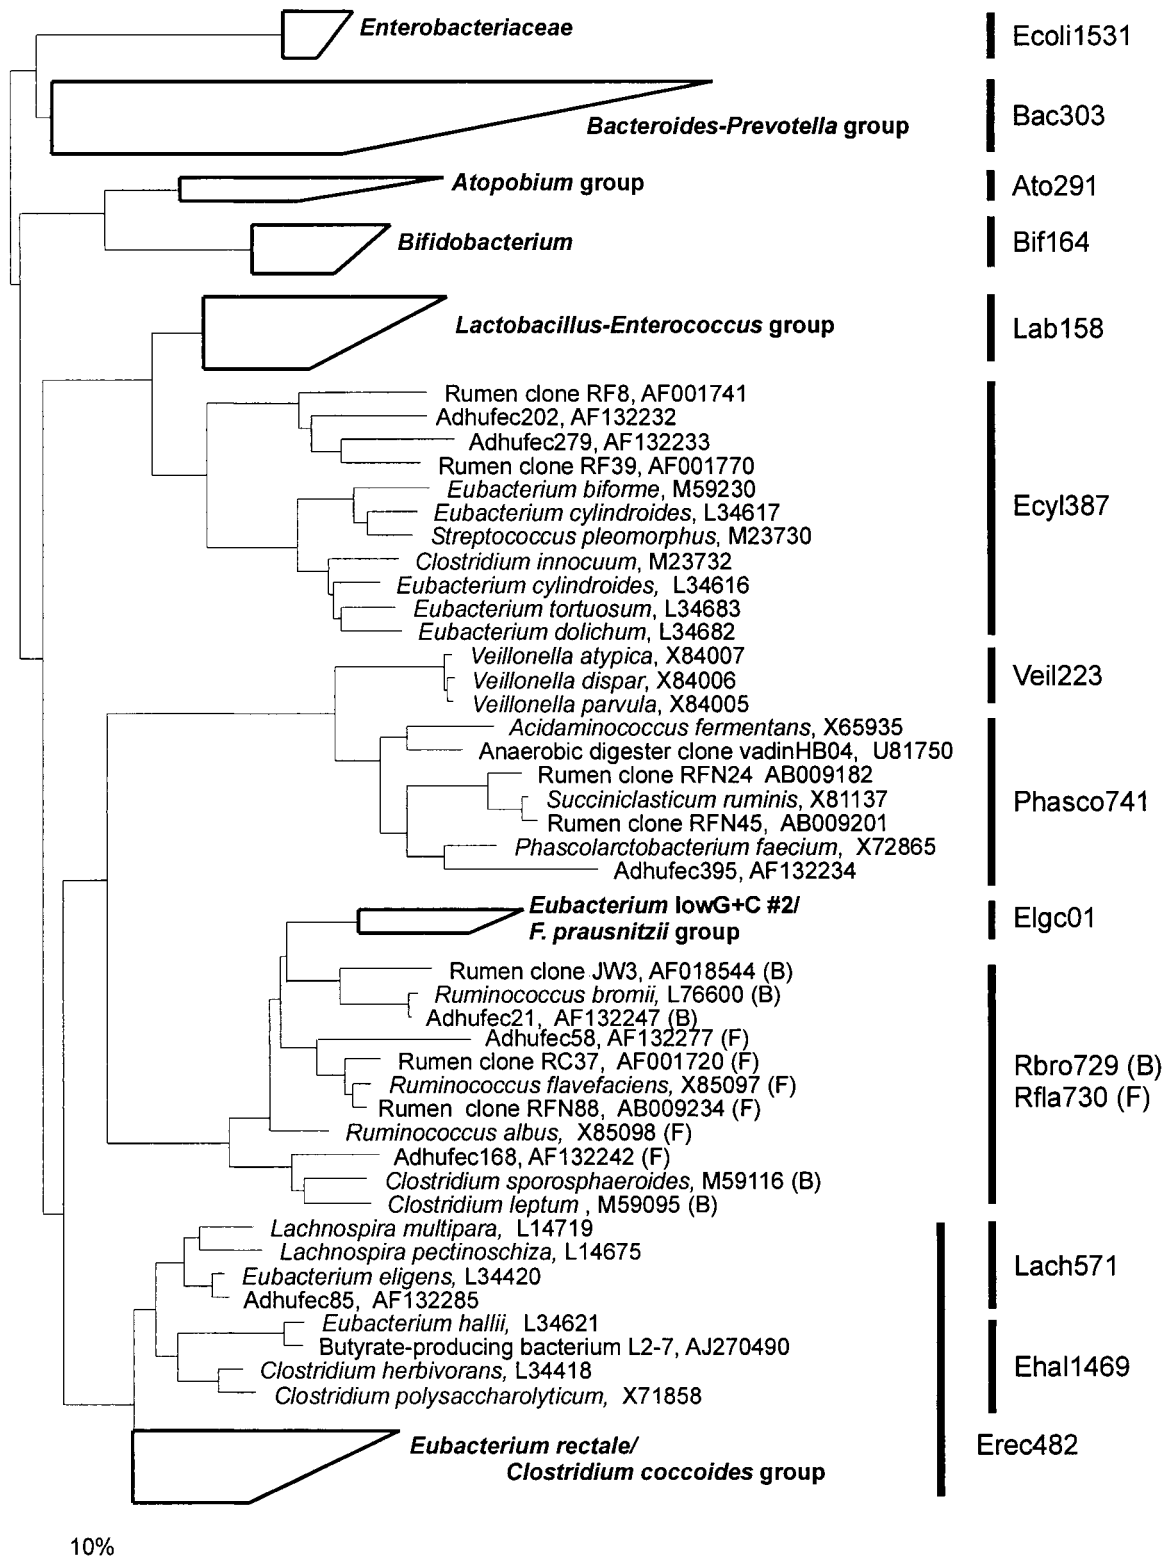 Enterobacteriaceae
Ecoli1531
Bacteroides-Prevotella group
Bac303
Atopobium group
Ato291
Bifidobacterium
Bif164
Lactobacillus-Enterococcus group
Lab158
Rumen clone RF8, AF001741
Adhufec202, AF132232
Adhufec279, AF132233
Rumen clone RF39, AF001770
Eubacterium biforme, M59230
Eubacterium cylindroides, L34617
Streptococcus pleomorphus, M23730
Clostridium innocuum, M23732
Eubacterium cylindroides, L34616
Eubacterium tortuosum, L34683
Eubacterium dolichum, L34682
Ecyl387
Veillonella atypica, X84007
Veillonella dispar, X84006
Veillonella parvula, X84005
Veil223
Acidaminococcus fermentans, X65935
Anaerobic digester clone vadinHB04, U81750
Rumen clone RFN24 AB009182
Succiniclasticum ruminis, X81137
Rumen clone RFN45, AB009201
Phascolarctobacterium faecium, X72865
Adhufec395, AF132234
Phasco741
Eubacterium lowG+C #2/
F. prausnitzii group
Elgc01
Rumen clone JW3, AF018544 (B)
Ruminococcus bromii, L76600 (B)
Adhufec21, AF132247 (B)
Adhufec58, AF132277 (F)
Rumen clone RC37, AF001720 (F)
Ruminococcus flavefaciens, X85097 (F)
Rumen clone RFN88, AB009234 (F)
Ruminococcus albus, X85098 (F)
Adhufec168, AF132242 (F)
Clostridium sporosphaeroides, M59116 (B)
Clostridium leptum , M59095 (B)
Rbro729 (B)
Rfla730 (F)
Lachnospira multipara, L14719
Lachnospira pectinoschiza, L14675
Eubacterium eligens, L34420
Adhufec85, AF132285
Lach571
Eubacterium hallii, L34621
Butyrate-producing bacterium L2-7, AJ270490
Clostridium herbivorans, L34418
Clostridium polysaccharolyticum, X71858
Ehal1469
Eubacterium rectale/
Clostridium coccoides group
Erec482
10%